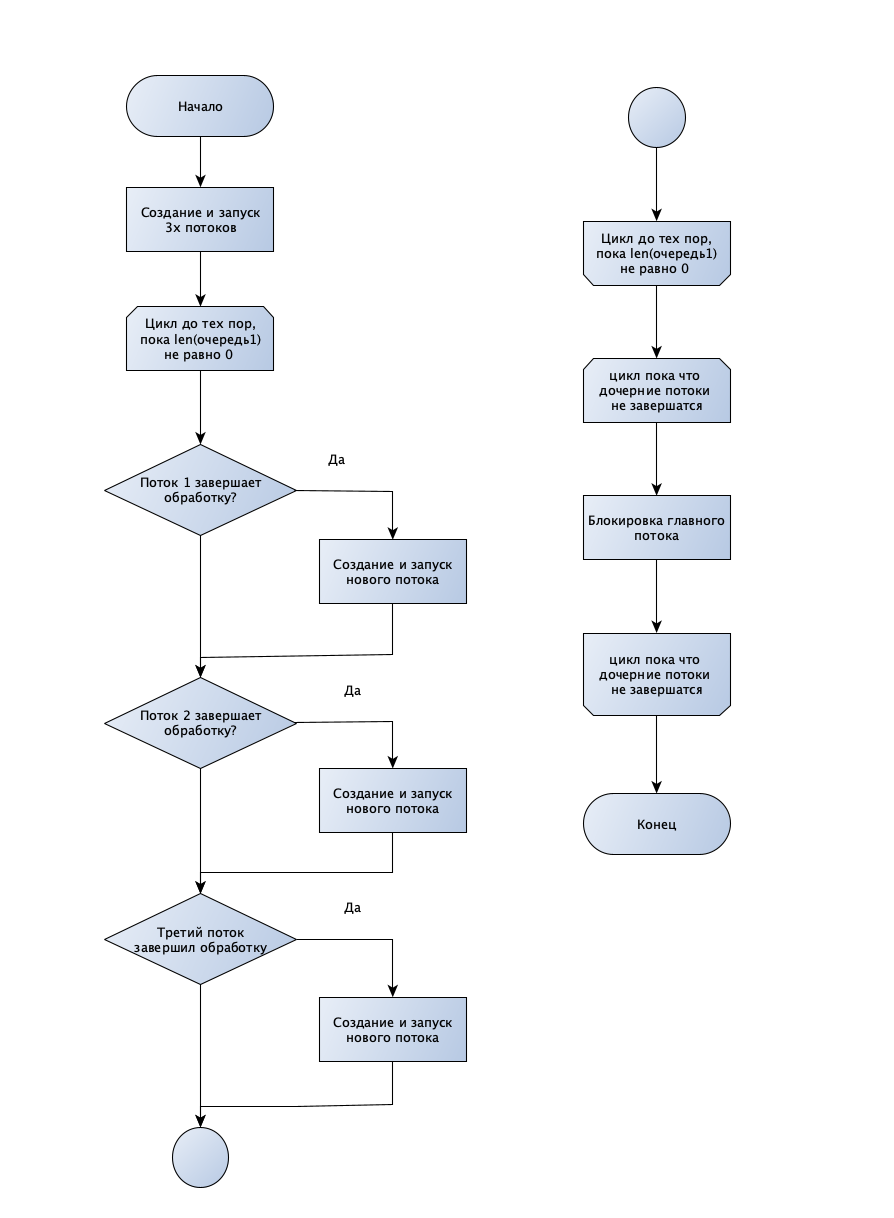 Начало
Создание и запуск
3х потоков
Цикл до тех пор,
пока len(очередь1)
не равно 0
Поток 1 завершает
обработку?
Да
Создание и запуск
нового потока
Поток 2 завершает
обработку?
Да
Создание и запуск
нового потока
Третий поток
завершил обработку
Да
Создание и запуск
нового потока
Цикл до тех пор,
пока len(очередь1)
не равно 0
цикл пока что
дочерние потоки
не завершатся
Блокировка главного
потока
цикл пока что
дочерние потоки
не завершатся
Конец